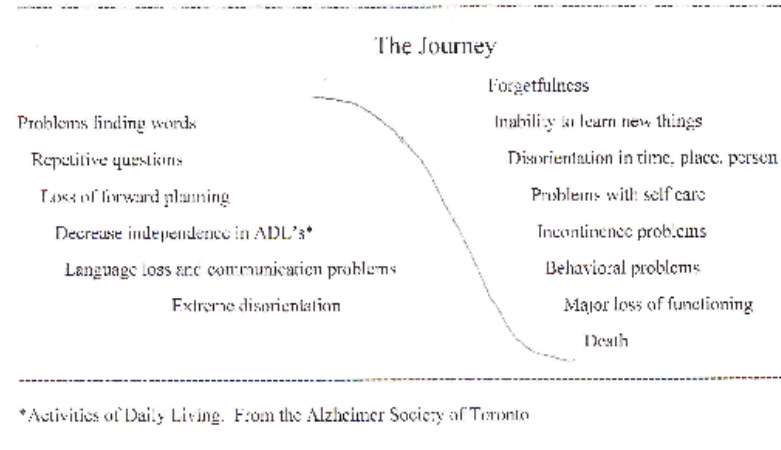 The Journey
Forgetfulness
Problems finding words
Inability to learn new things
Repetitive questions
Disorientation in time, place, person
Loss of forward planning
Problems with self care
Decrease independence in ADL's*
Incontinence problems
Language loss and communication problems
Behavioral problems
Extreme disorientation
Major loss of functioning
Death
*Activities of Daily Living. From the Alzheimer Society of Toronto